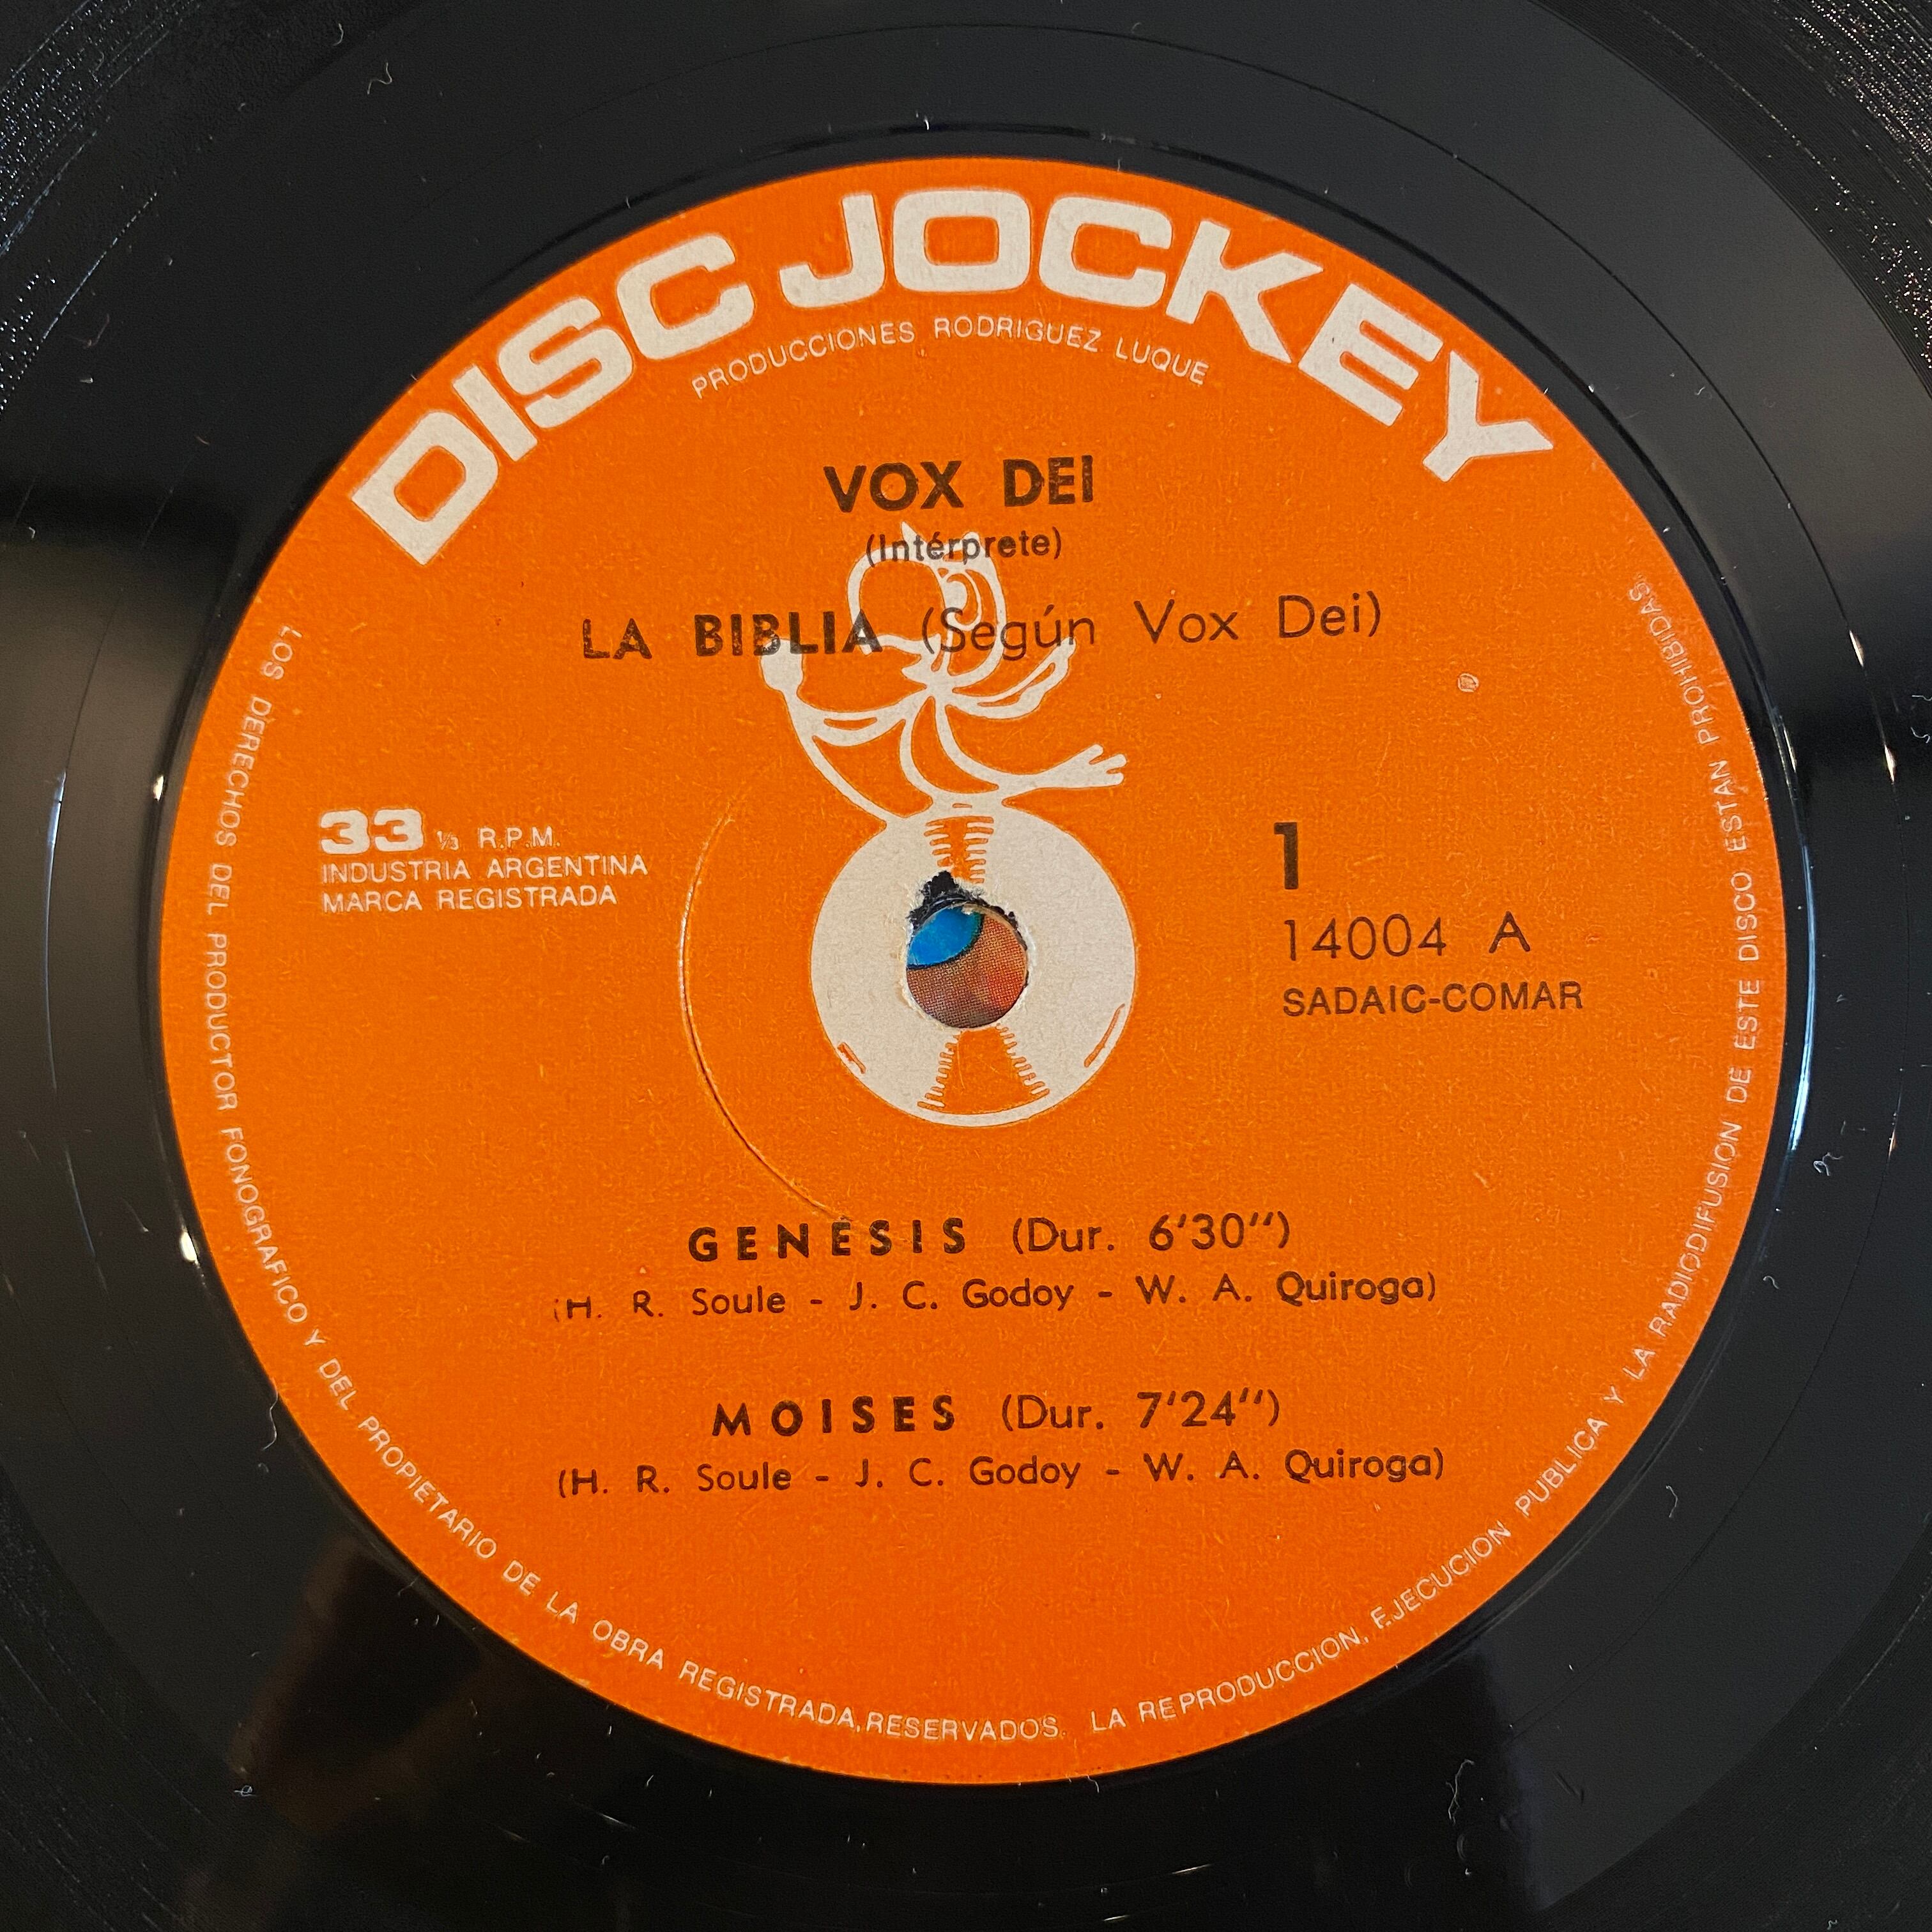 DISC JOCKEY
PRODUCCIONES RODRIGUEZ LUQUE
VOX DEI
(Intérprete)
LA BIBLIA (Según Vox Dei)
33 1/3 R.P.M.
INDUSTRIA ARGENTINA
MARCA REGISTRADA
1
14004 A
SADAIC-COMAR
GENESIS (Dur. 6'30'')
(H. R. Soule - J. C. Godoy - W. A. Quiroga)
MOISES (Dur. 7'24'')
(H. R. Soule - J. C. Godoy - W. A. Quiroga)
LOS DERECHOS DEL PRODUCTOR FONOGRAFICO Y DEL PROPIETARIO DE LA OBRA REGISTRADA, RESERVADOS. LA REPRODUCCION, EJECUCION PUBLICA Y LA RADIODIFUSION DE ESTE DISCO ESTAN PROHIBIDAS